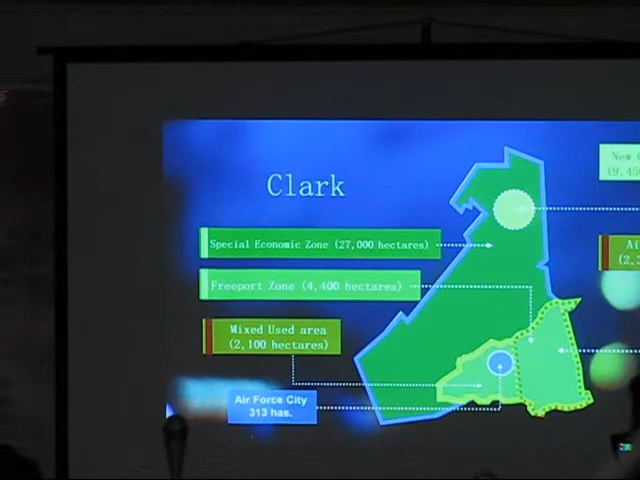 Clark
Special Economic Zone (27,000 hectares)
Freeport Zone (4,400 hectares)
Mixed Used area
(2,100 hectares)
Air Force City
313 has.
New